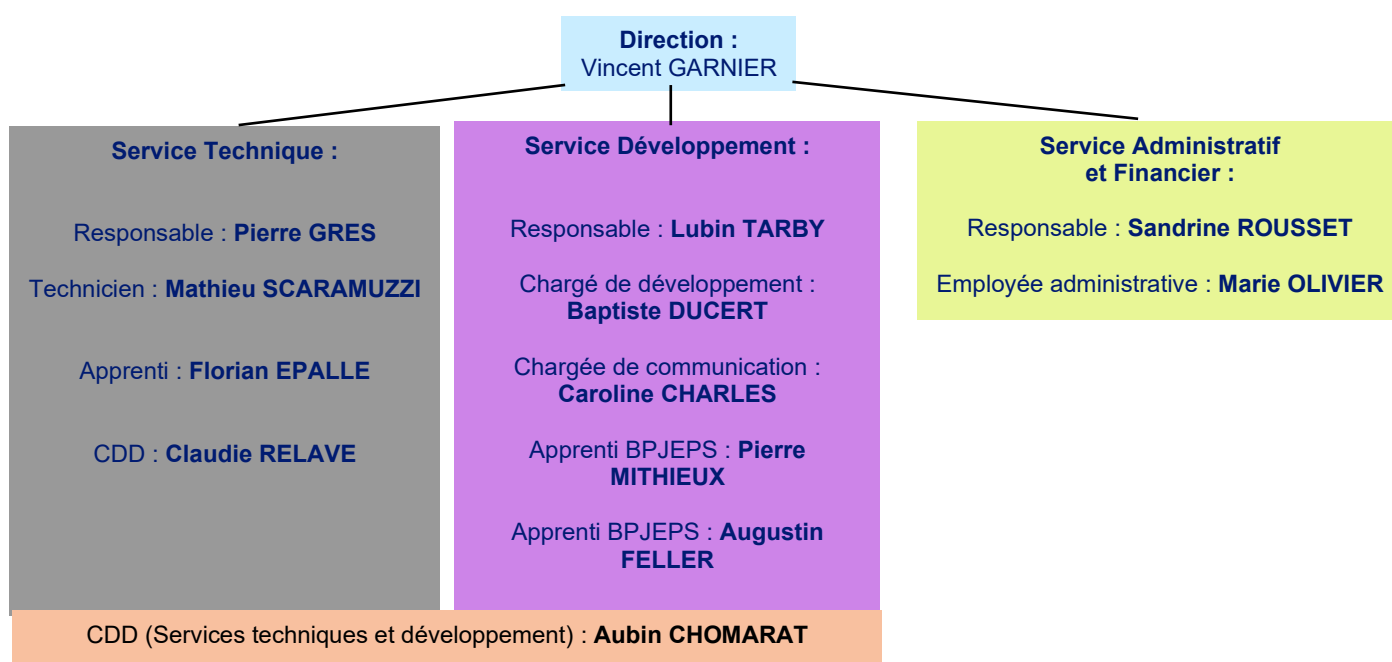 Direction :
Vincent GARNIER
Service Technique :
Responsable : Pierre GRES
Technicien : Mathieu SCARAMUZZI
Apprenti : Florian EPALLE
CDD : Claudie RELAVE
Service Développement :
Responsable : Lubin TARBY
Chargé de développement :
Baptiste DUCERT
Chargée de communication :
Caroline CHARLES
Apprenti BPJEPS : Pierre
MITHIEUX
Apprenti BPJEPS : Augustin
FELLER
Service Administratif
et Financier :
Responsable : Sandrine ROUSSET
Employée administrative : Marie OLIVIER
CDD (Services techniques et développement) : Aubin CHOMARAT